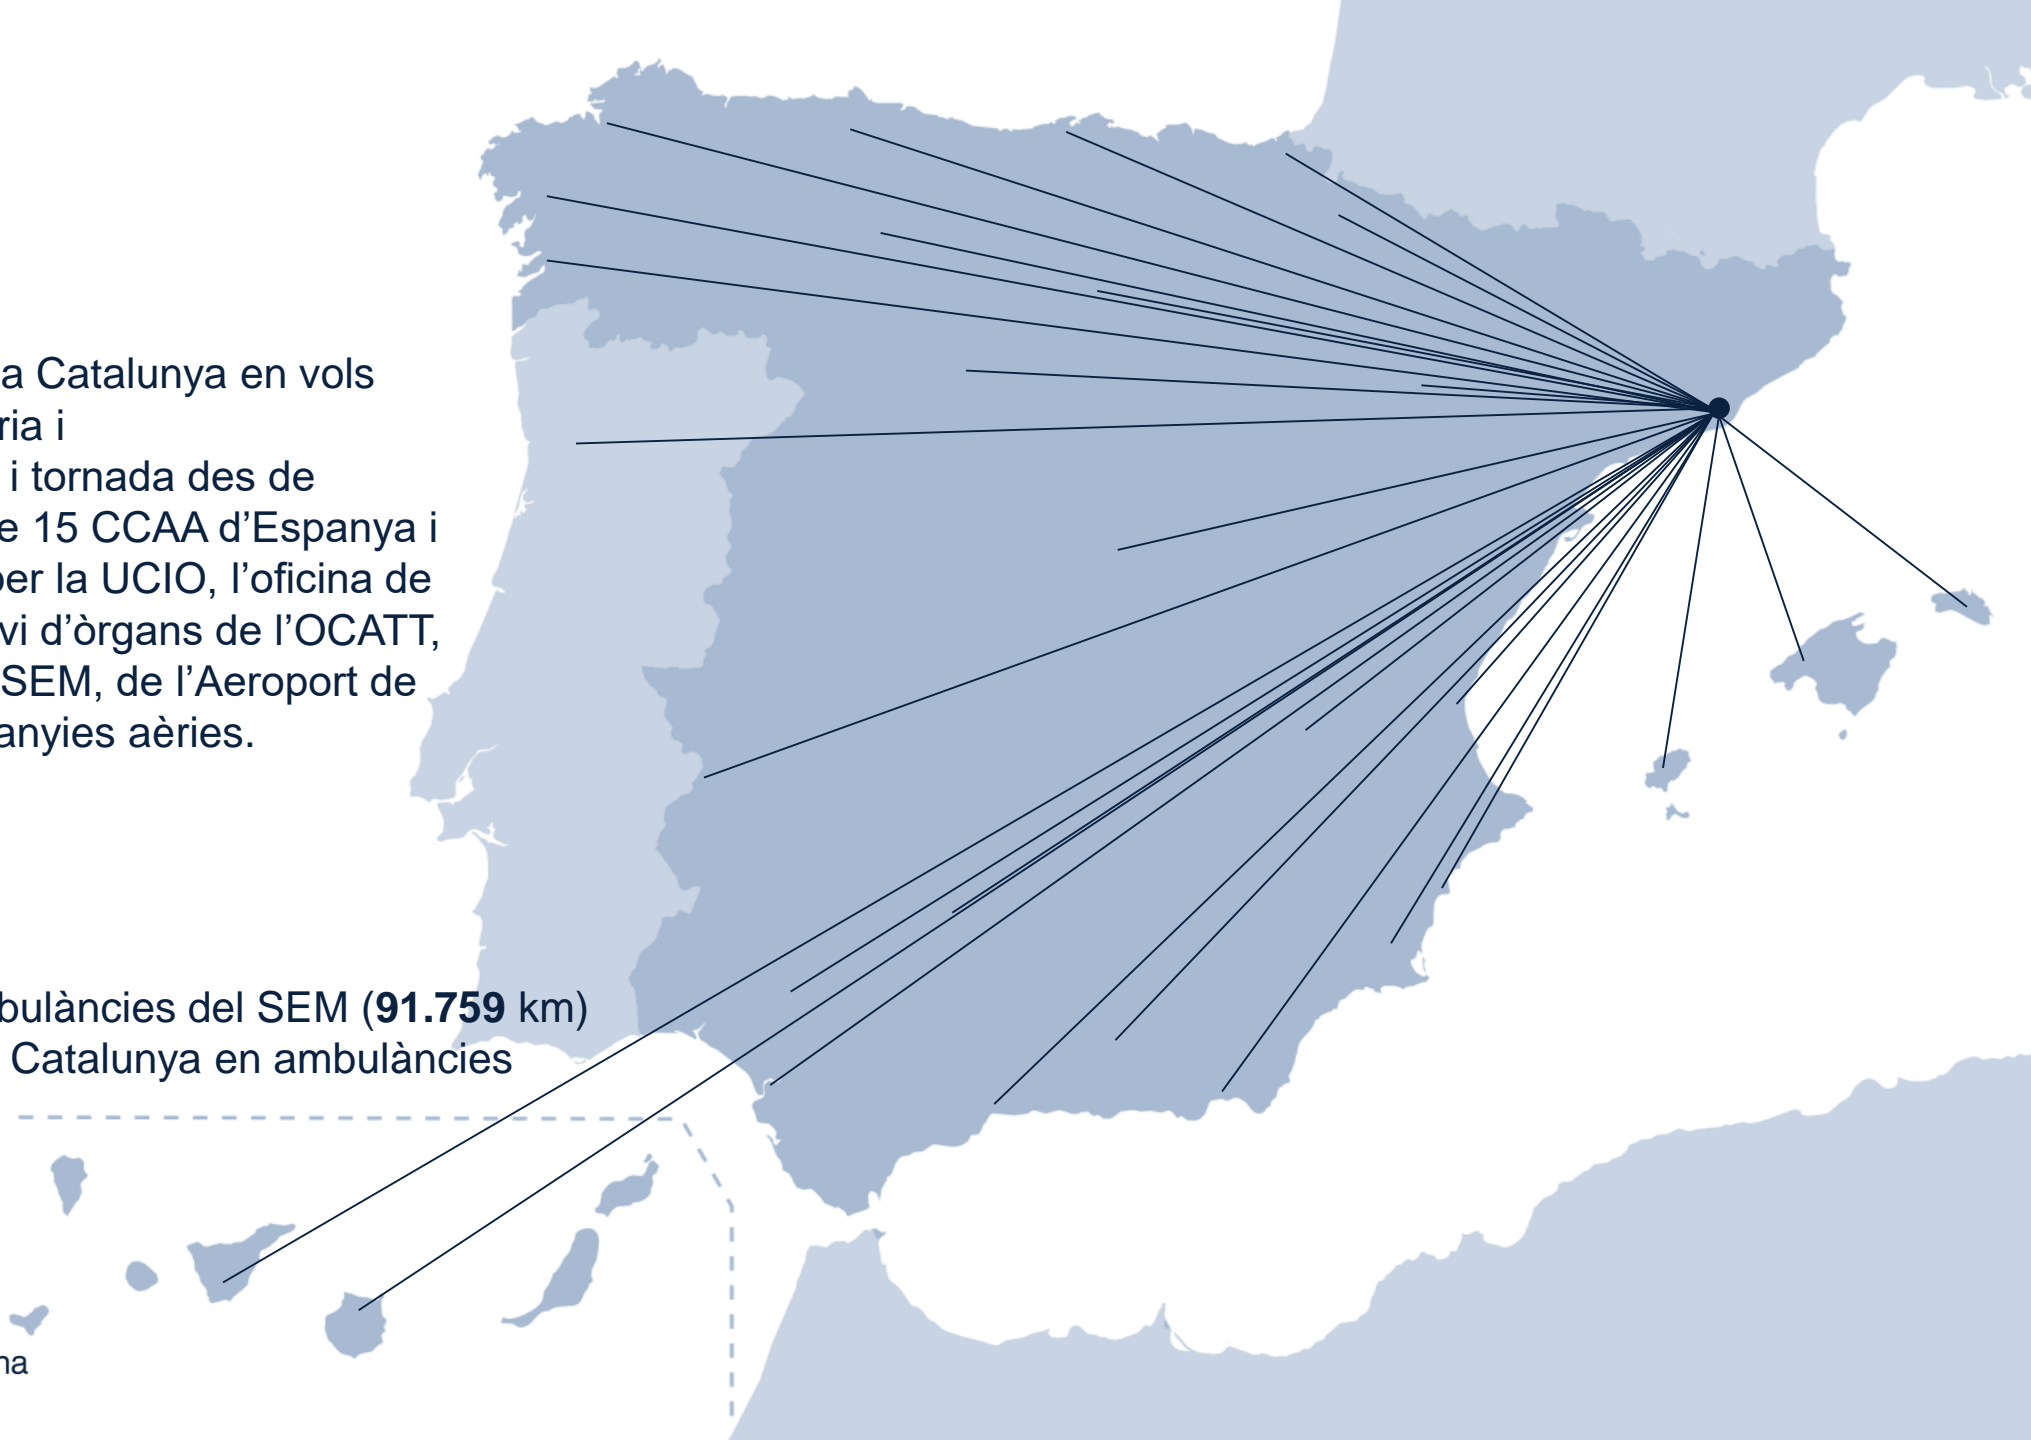 a Catalunya en vols
ria i
i tornada des de
e 15 CCAA d’Espanya i
per la UCIO, l’oficina de
vi d’òrgans de l’OCATT,
SEM, de l’Aeroport de
anyies aèries.
bulàncies del SEM (91.759 km)
Catalunya en ambulàncies
na